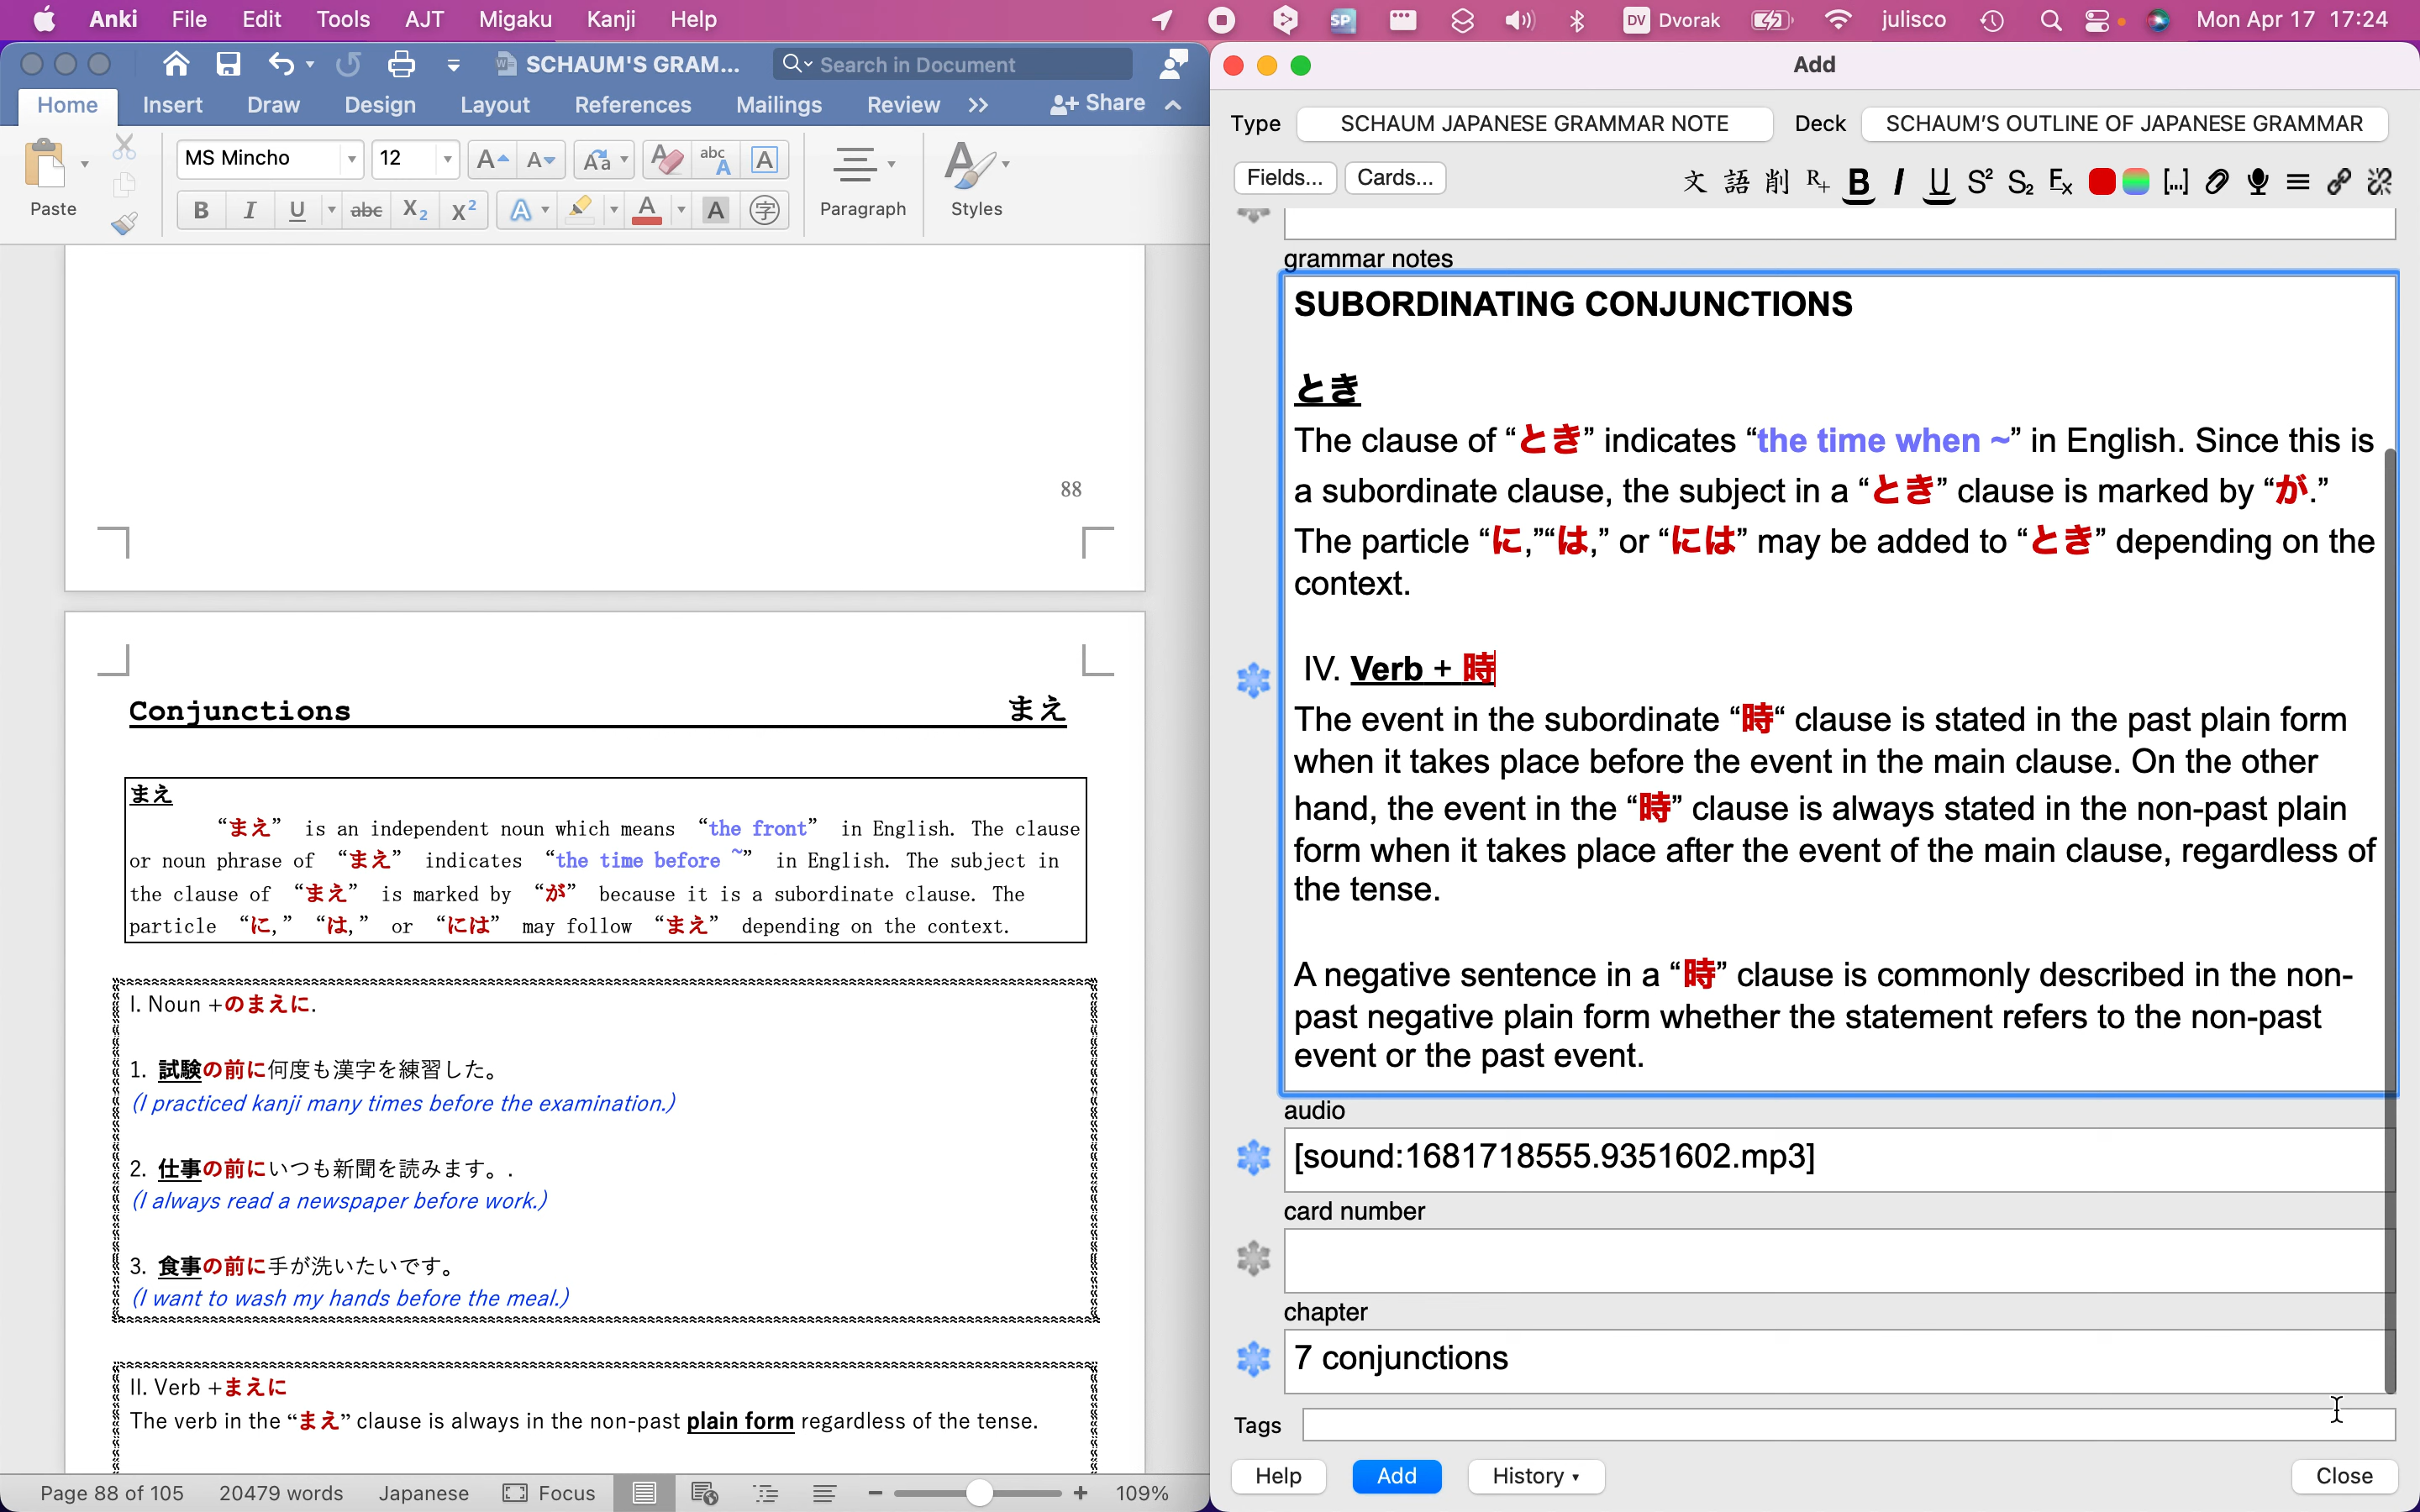 Anki File Edit Tools AJT Migaku Kanji Help
SP DV Dvorak julisco Mon Apr 17 17:24
SCHAUM'S GRAM... Search in Document
Home Insert Draw Design Layout References Mailings Review >> Share
Paste MS Mincho 12 Paragraph Styles
88
Conjunctions まえ
まえ
“まえ” is an independent noun which means “the front” in English. The clause
or noun phrase of “まえ” indicates “the time before ~” in English. The subject in
the clause of “まえ” is marked by “が” because it is a subordinate clause. The
particle “に,” “は,” or “には” may follow “まえ” depending on the context.
I. Noun +のまえに.
1. 試験の前に何度も漢字を練習した。
(I practiced kanji many times before the examination.)
2. 仕事の前にいつも新聞を読みます。.
(I always read a newspaper before work.)
3. 食事の前に手が洗いたいです。
(I want to wash my hands before the meal.)
II. Verb +まえに
The verb in the “まえ” clause is always in the non-past plain form regardless of the tense.
Page 88 of 105 20479 words Japanese Focus 109%
Add
Type SCHAUM JAPANESE GRAMMAR NOTE Deck SCHAUM’S OUTLINE OF JAPANESE GRAMMAR
Fields... Cards... 文 語 削 R+ B I U S² S₂ Ex [...]
grammar notes
SUBORDINATING CONJUNCTIONS
とき
The clause of “とき” indicates “the time when ~” in English. Since this is
a subordinate clause, the subject in a “とき” clause is marked by “が.”
The particle “に,”“は,” or “には” may be added to “とき” depending on the
context.
IV. Verb + 時
The event in the subordinate “時“ clause is stated in the past plain form
when it takes place before the event in the main clause. On the other
hand, the event in the “時” clause is always stated in the non-past plain
form when it takes place after the event of the main clause, regardless of
the tense.
A negative sentence in a “時” clause is commonly described in the non-
past negative plain form whether the statement refers to the non-past
event or the past event.
audio
[sound:1681718555.9351602.mp3]
card number
chapter
7 conjunctions
Tags
Help Add History Close